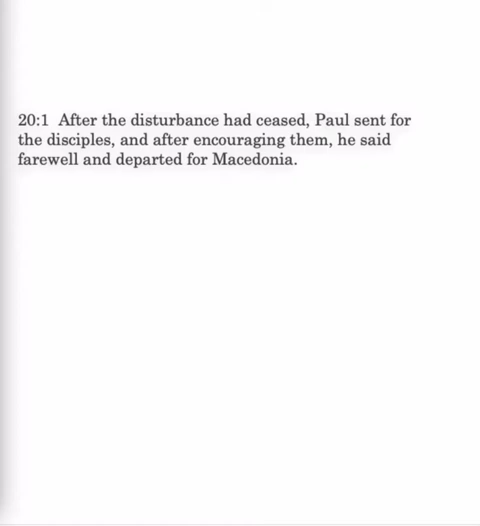 20:1 After the disturbance had ceased, Paul sent for
the disciples, and after encouraging them, he said
farewell and departed for Macedonia.